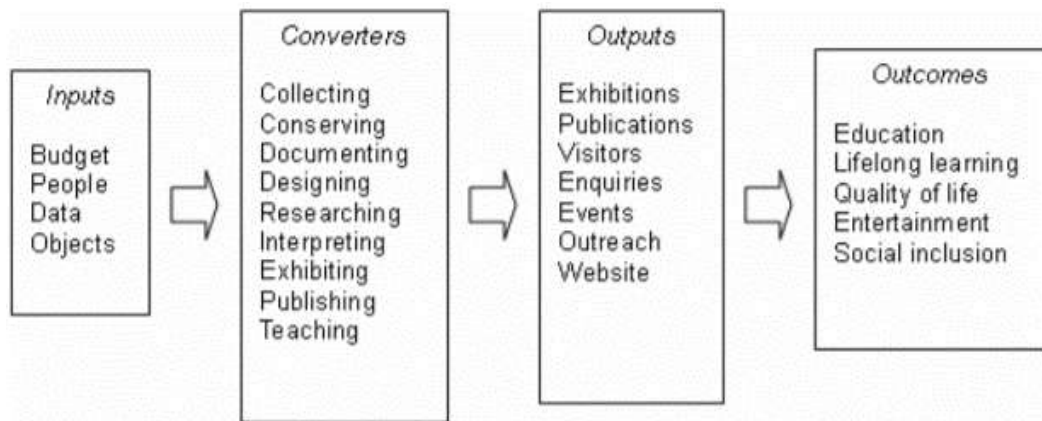 Inputs
Budget
People
Data
Objects
Converters
Collecting
Conserving
Documenting
Designing
Researching
Interpreting
Exhibiting
Publishing
Teaching
Outputs
Exhibitions
Publications
Visitors
Enquiries
Events
Outreach
Website
Outcomes
Education
Lifelong learning
Quality of life
Entertainment
Social inclusion